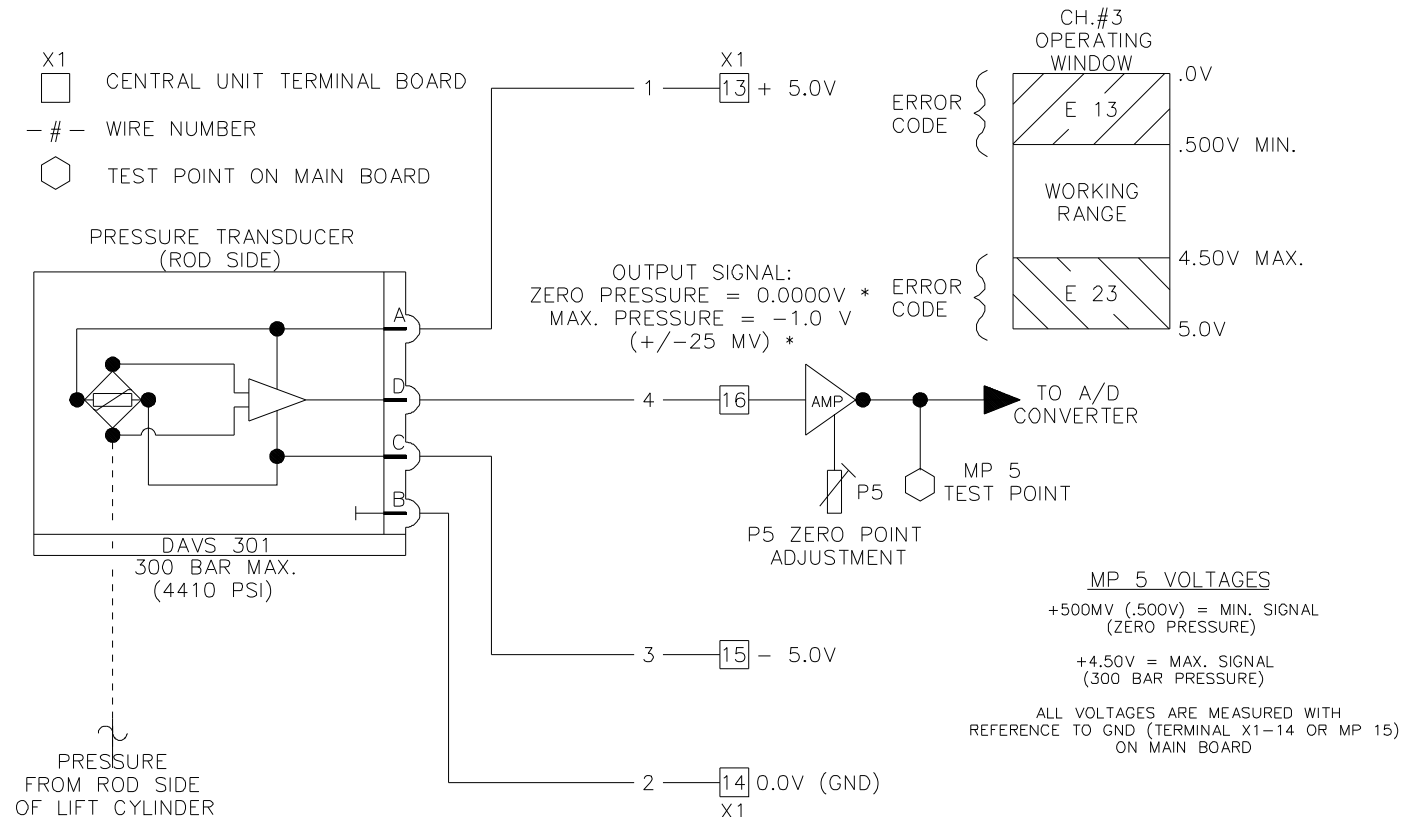 X1
CENTRAL UNIT TERMINAL BOARD
-#- WIRE NUMBER
TEST POINT ON MAIN BOARD
PRESSURE TRANSDUCER
(ROD SIDE)
A
D
C
B
DAVS 301
300 BAR MAX.
(4410 PSI)
PRESSURE
FROM ROD SIDE
OF LIFT CYLINDER
X1
1
13 + 5.0V
OUTPUT SIGNAL:
ZERO PRESSURE = 0.0000V *
MAX. PRESSURE = -1.0 V
(+/-25 MV) *
4
16
AMP
P5
P5 ZERO POINT
ADJUSTMENT
MP 5
TEST POINT
TO A/D
CONVERTER
3
15 - 5.0V
2
14 0.0V (GND)
X1
CH.#3
OPERATING
WINDOW
.0V
ERROR
CODE
E 13
.500V MIN.
WORKING
RANGE
4.50V MAX.
ERROR
CODE
E 23
5.0V
MP 5 VOLTAGES
+500MV (.500V) = MIN. SIGNAL
(ZERO PRESSURE)
+4.50V = MAX. SIGNAL
(300 BAR PRESSURE)
ALL VOLTAGES ARE MEASURED WITH
REFERENCE TO GND (TERMINAL X1-14 OR MP 15)
ON MAIN BOARD